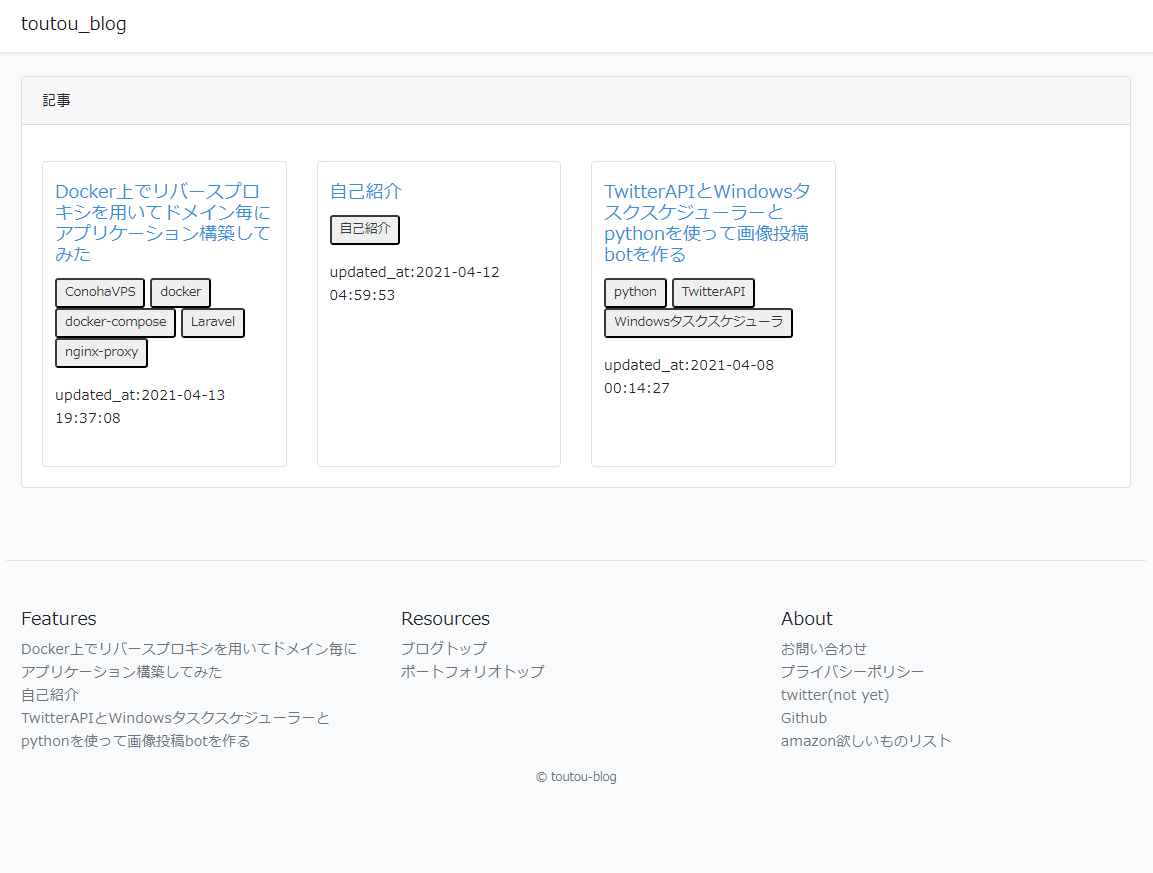 toutou_blog
記事
Docker上でリバースプロ
キシを用いてドメイン毎に
アプリケーション構築して
みた
ConohaVPS docker
docker-compose Laravel
nginx-proxy
updated_at:2021-04-13
19:37:08
自己紹介
自己紹介
updated_at:2021-04-12
04:59:53
TwitterAPIとWindowsタ
スクスケジューラーと
pythonを使って画像投稿
botを作る
python TwitterAPI
Windowsタスクスケジューラ
updated_at:2021-04-08
00:14:27
Features
Docker上でリバースプロキシを用いてドメイン毎に
アプリケーション構築してみた
自己紹介
TwitterAPIとWindowsタスクスケジューラーと
pythonを使って画像投稿botを作る
Resources
ブログトップ
ポートフォリオトップ
About
お問い合わせ
プライバシーポリシー
twitter(not yet)
Github
amazon欲しいものリスト
© toutou-blog